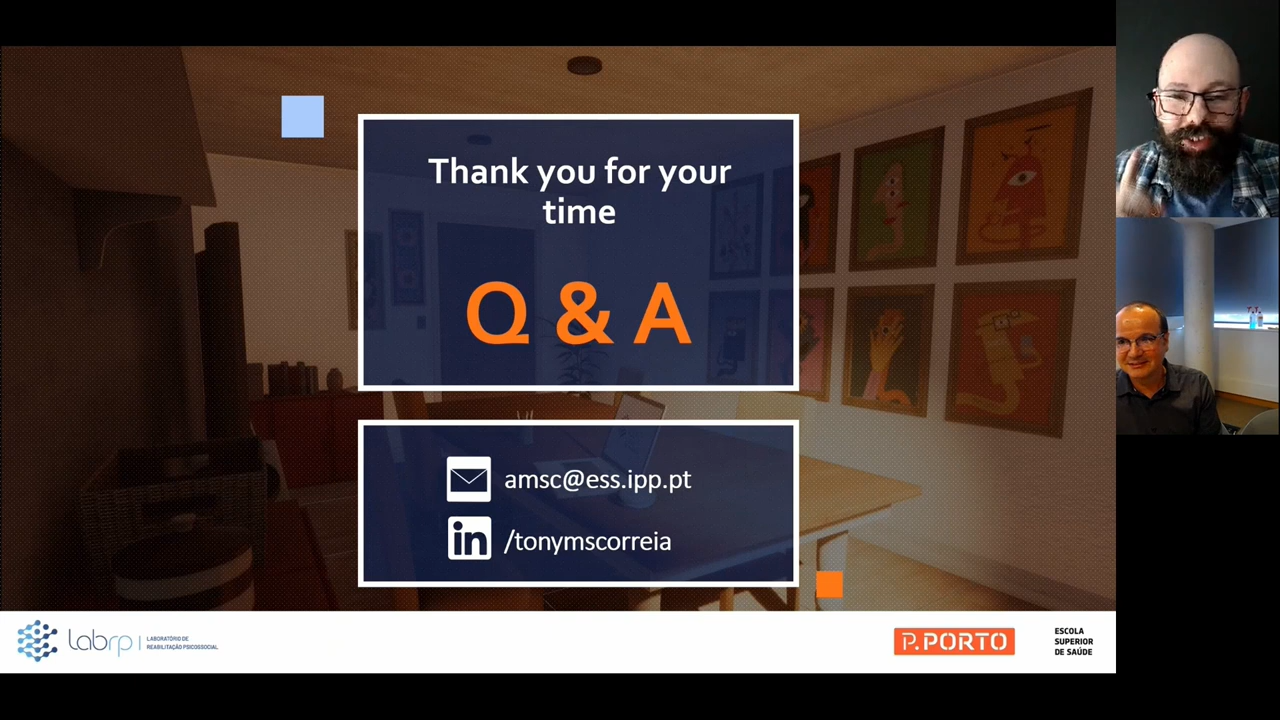 Thank you for your
time
Q & A
amsc@ess.ipp.pt
in /tonymscorreia
labrp
LABORATÓRIO DE
REABILITAÇÃO PSICOSSOCIAL
P.PORTO
ESCOLA
SUPERIOR
DE SAÚDE